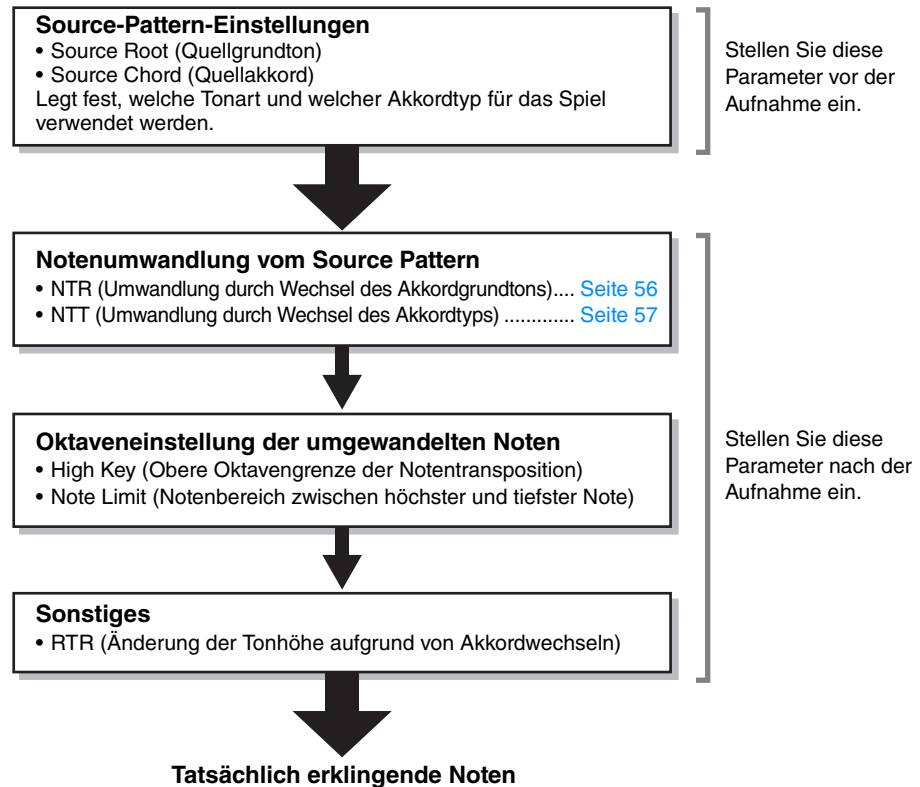 Source-Pattern-Einstellungen
• Source Root (Quellgrundton)
• Source Chord (Quellakkord)
Legt fest, welche Tonart und welcher Akkordtyp für das Spiel
verwendet werden.
Stellen Sie diese
Parameter vor der
Aufnahme ein.
Notenumwandlung vom Source Pattern
• NTR (Umwandlung durch Wechsel des Akkordgrundtons).... Seite 56
• NTT (Umwandlung durch Wechsel des Akkordtyps) ............. Seite 57
Oktaveneinstellung der umgewandelten Noten
• High Key (Obere Oktavengrenze der Notentransposition)
• Note Limit (Notenbereich zwischen höchster und tiefster Note)
Stellen Sie diese
Parameter nach der
Aufnahme ein.
Sonstiges
• RTR (Änderung der Tonhöhe aufgrund von Akkordwechseln)
Tatsächlich erklingende Noten